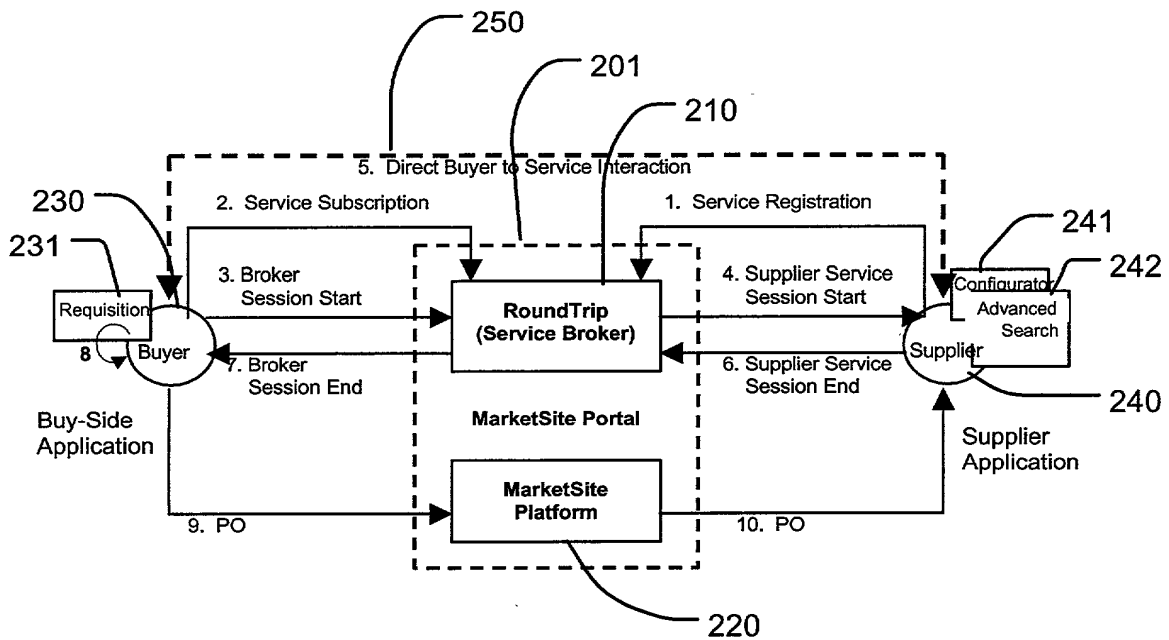 250
201
210
5. Direct Buyer to Service Interaction
230
2. Service Subscription
1. Service Registration
241
231
242
3. Broker
Session Start
4. Supplier Service
Session Start
Configurator
Requisition
RoundTrip
(Service Broker)
Advanced
Search
8
Buyer
Supplier
7. Broker
Session End
6. Supplier Service
Session End
240
Buy-Side
Application
MarketSite Portal
Supplier
Application
MarketSite
Platform
9. PO
10. PO
220